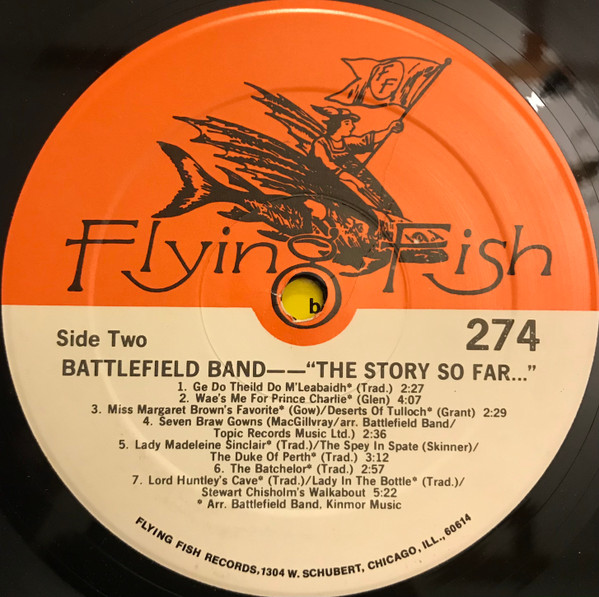 FF
Flying Fish
b
Side Two 274
BATTLEFIELD BAND——“THE STORY SO FAR...”
1. Ge Do Theild Do M'Leabaidh* (Trad.) 2:27
2. Wae's Me For Prince Charlie* (Glen) 4:07
3. Miss Margaret Brown's Favorite* (Gow)/Deserts Of Tulloch* (Grant) 2:29
4. Seven Braw Gowns (MacGillvray/arr. Battlefield Band/
Topic Records Music Ltd.) 2:36
5. Lady Madeleine Sinclair* (Trad.)/The Spey In Spate (Skinner)/
The Duke Of Perth* (Trad.) 3:12
6. The Batchelor* (Trad.) 2:57
7. Lord Huntley's Cave* (Trad.)/Lady In The Bottle* (Trad.)/
Stewart Chisholm's Walkabout 5:22
* Arr. Battlefield Band, Kinmor Music
FLYING FISH RECORDS, 1304 W. SCHUBERT, CHICAGO, ILL., 60614